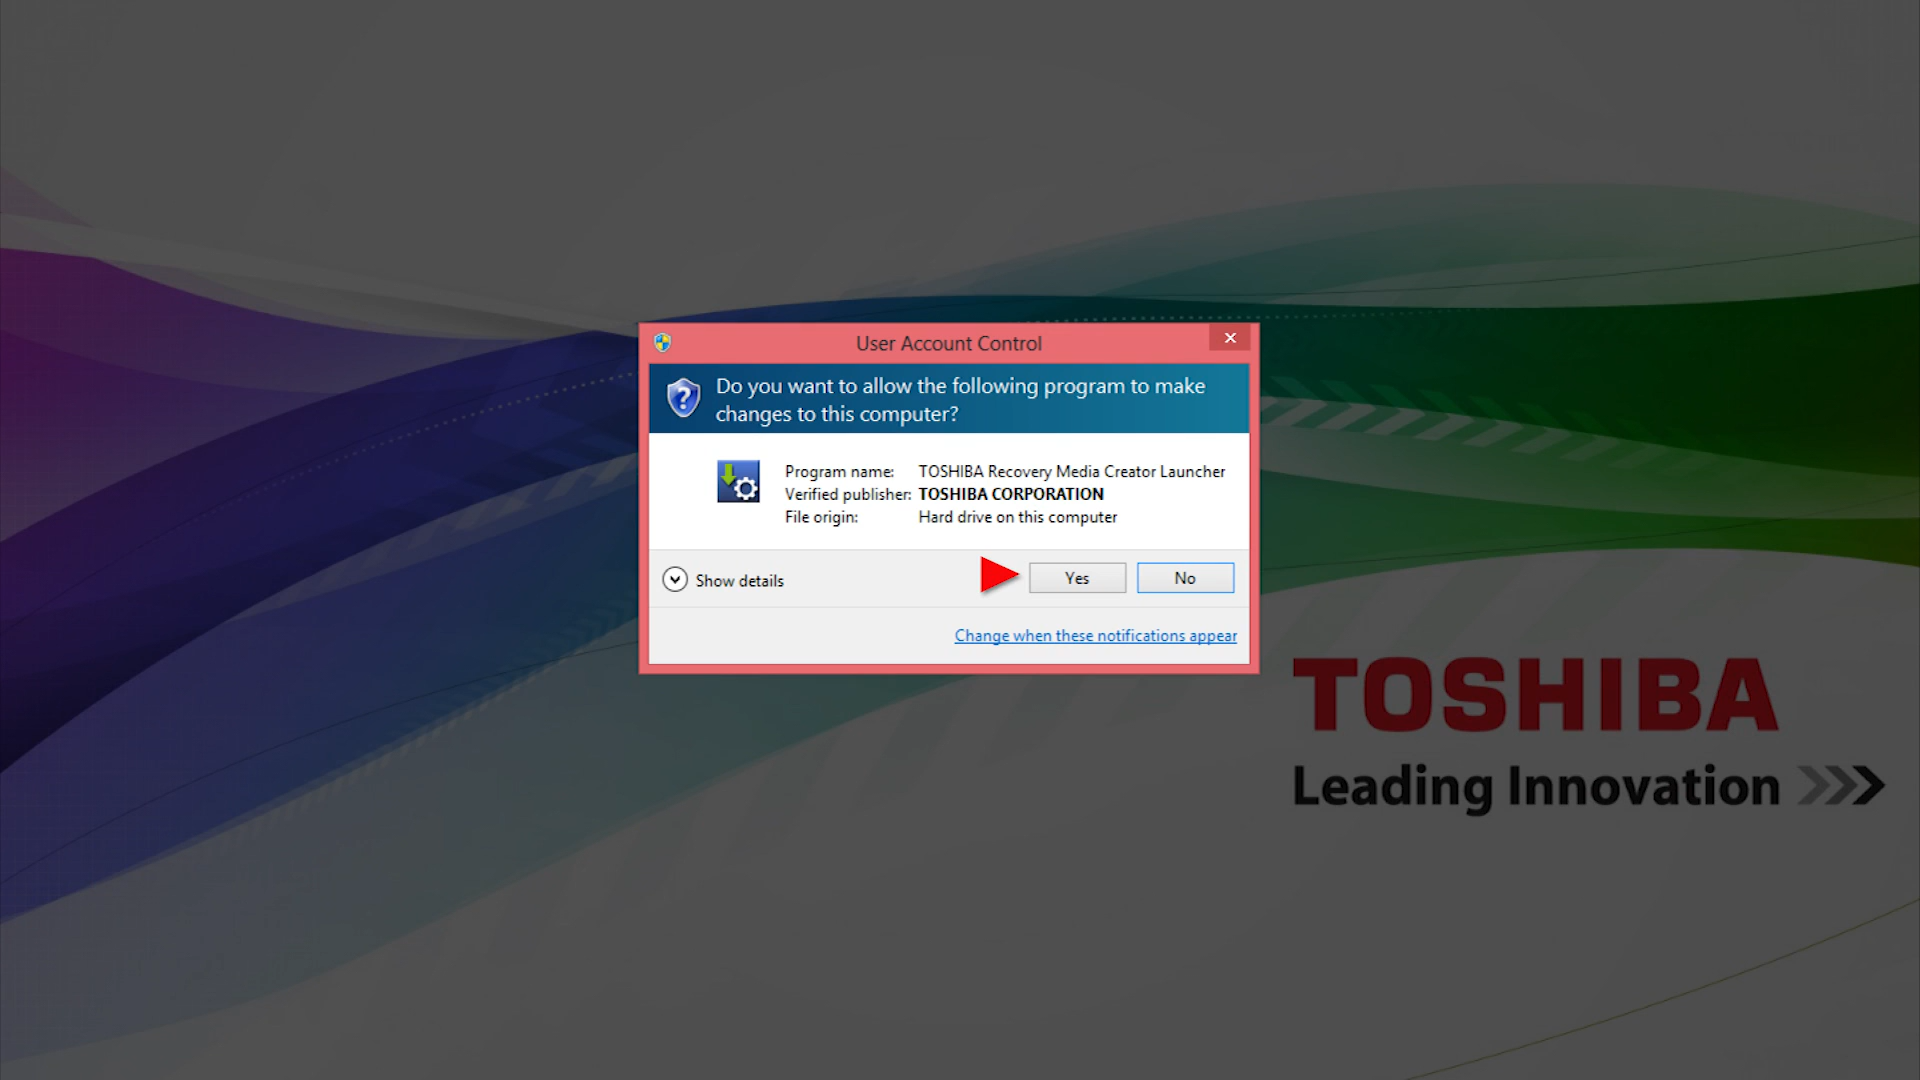 User Account Control
Do you want to allow the following program to make
changes to this computer?
Program name: TOSHIBA Recovery Media Creator Launcher
Verified publisher: TOSHIBA CORPORATION
File origin: Hard drive on this computer
Show details
Yes
No
Change when these notifications appear
TOSHIBA
Leading Innovation